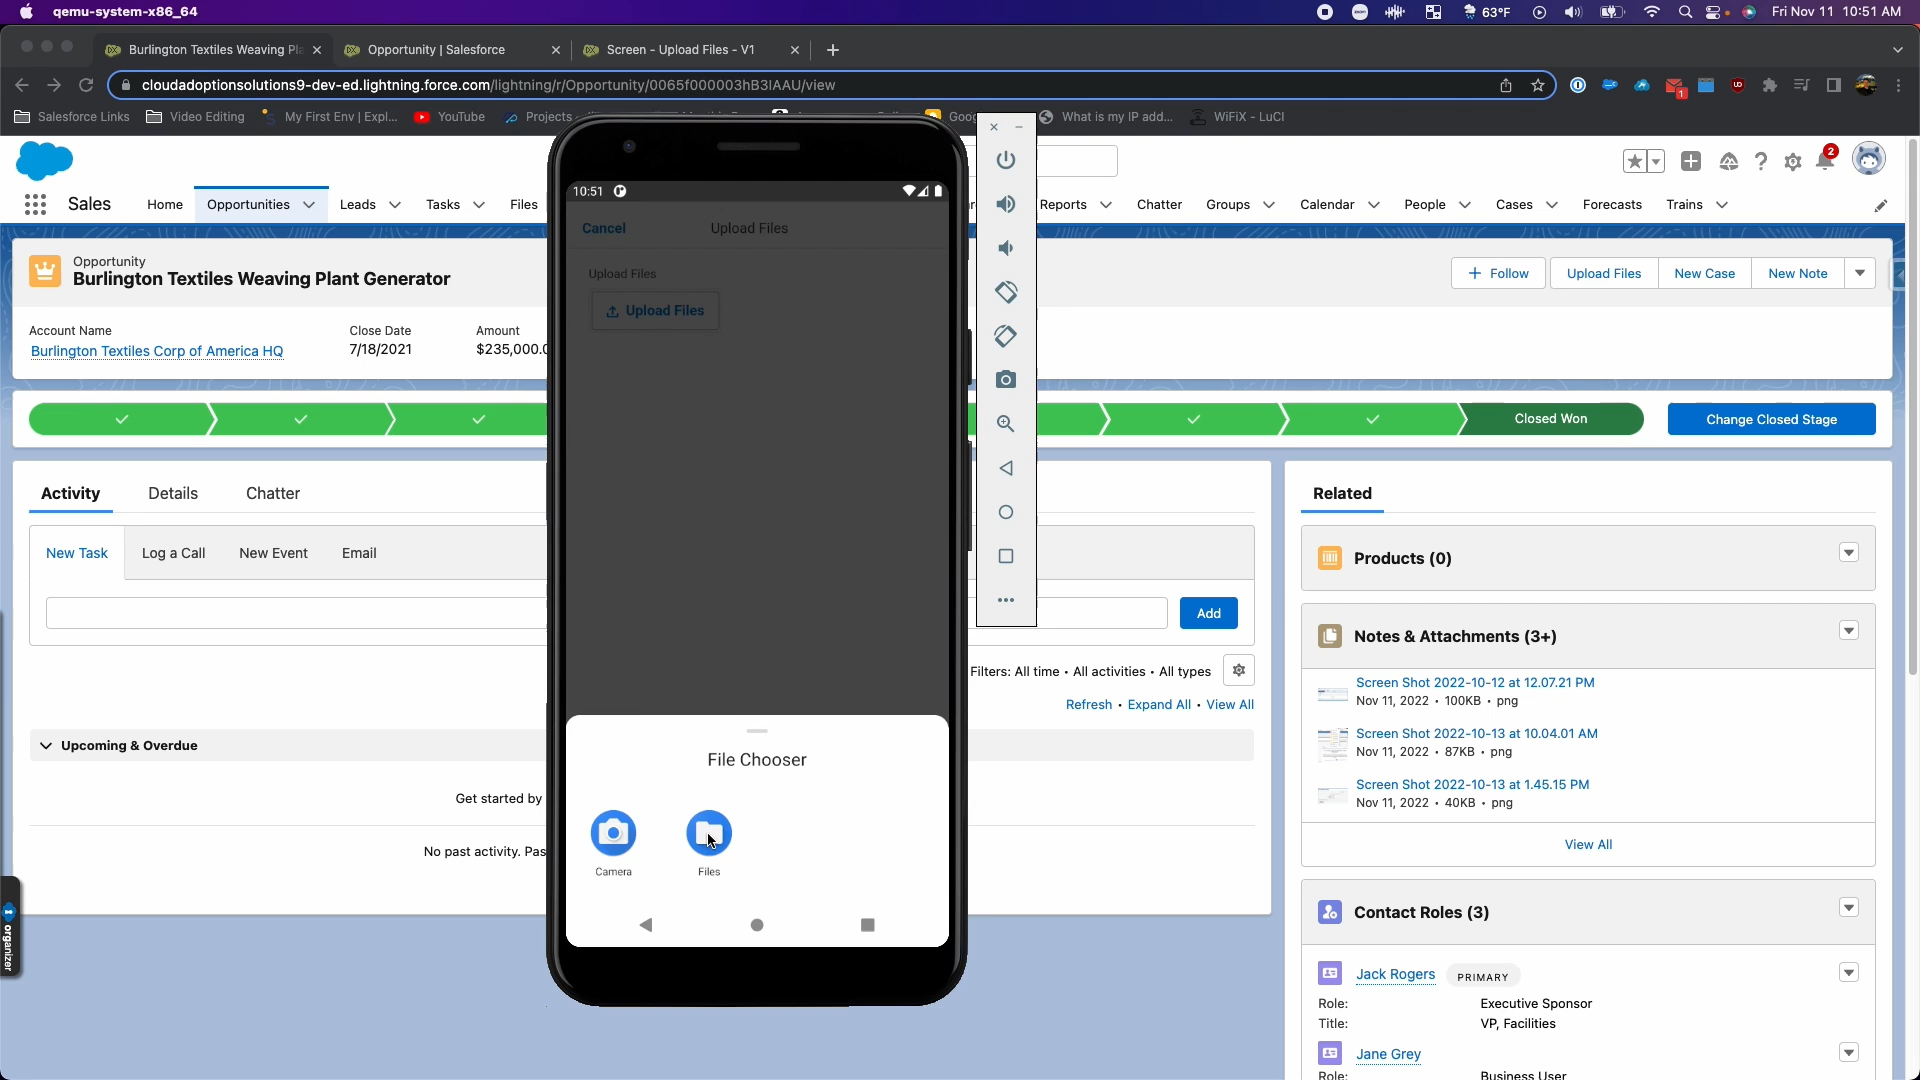 qemu-system-x86_64
63°F
Fri Nov 11 10:51 AM
Burlington Textiles Weaving Pl
Opportunity | Salesforce
Screen - Upload Files - V1
cloudadoptionsolutions9-dev-ed.lightning.force.com/lightning/r/Opportunity/0065f000003hB3IAAU/view
1
Salesforce Links
Video Editing
My First Env | Expl...
YouTube
Projects
Goo
What is my IP add...
WiFiX - LuCI
2
Sales
Home
Opportunities
Leads
Tasks
Files
Reports
Chatter
Groups
Calendar
People
Cases
Forecasts
Trains
Opportunity
Burlington Textiles Weaving Plant Generator
Follow
Upload Files
New Case
New Note
Account Name
Close Date
Amount
Burlington Textiles Corp of America HQ
7/18/2021
$235,000.0
Closed Won
Change Closed Stage
Activity
Details
Chatter
New Task
Log a Call
New Event
Email
Add
Filters: All time • All activities • All types
Refresh • Expand All • View All
Upcoming & Overdue
Get started by
No past activity. Pas
organizer
10:51
Cancel
Upload Files
Upload Files
Upload Files
File Chooser
Camera
Files
Related
Products (0)
Notes & Attachments (3+)
Screen Shot 2022-10-12 at 12.07.21 PM
Nov 11, 2022 • 100KB • png
Screen Shot 2022-10-13 at 10.04.01 AM
Nov 11, 2022 • 87KB • png
Screen Shot 2022-10-13 at 1.45.15 PM
Nov 11, 2022 • 40KB • png
View All
Contact Roles (3)
Jack Rogers
PRIMARY
Role:
Executive Sponsor
Title:
VP, Facilities
Jane Grey
Role:
Business User